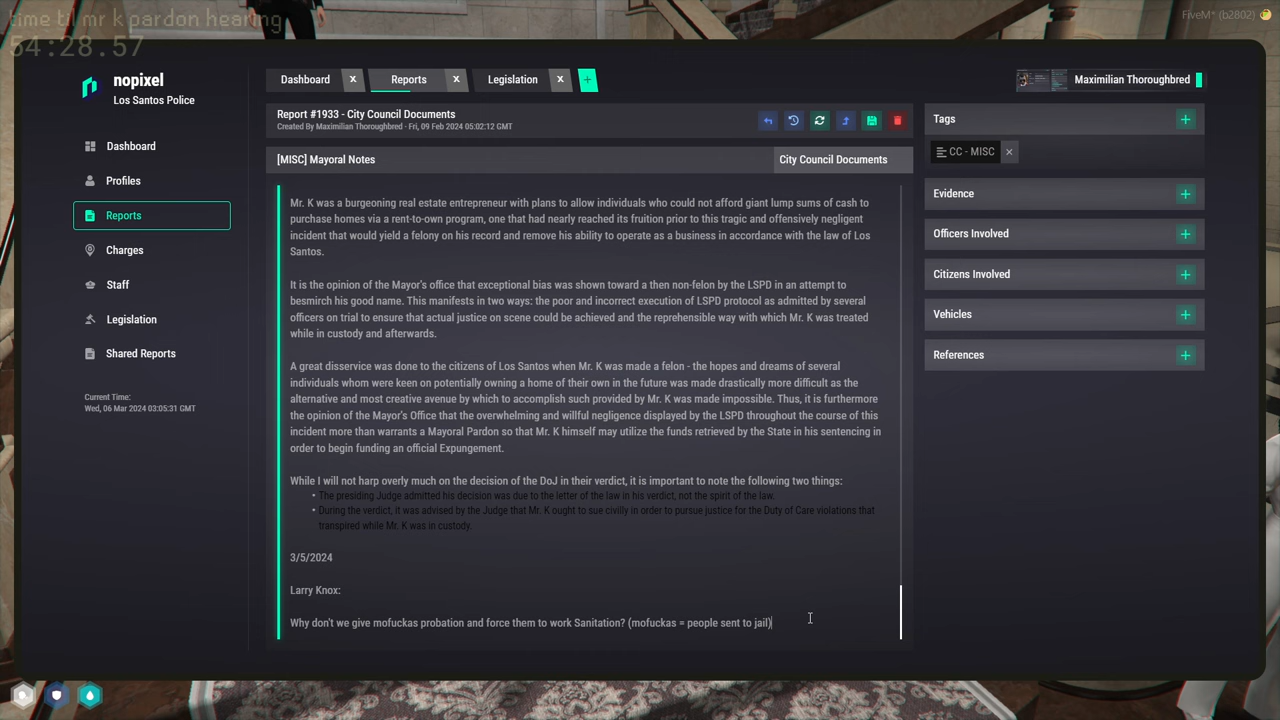 time til mr k pardon hearing
54:28.57
FiveM* (b2802)
nopixel
Los Santos Police
Dashboard x Reports x Legislation x +
Maximilian Thoroughbred
Dashboard
Profiles
Reports
Charges
Staff
Legislation
Shared Reports
Current Time:
Wed, 06 Mar 2024 03:05:31 GMT
Report #1933 - City Council Documents
Created By Maximilian Thoroughbred · Fri, 09 Feb 2024 05:02:12 GMT
[MISC] Mayoral Notes
City Council Documents
Mr. K was a burgeoning real estate entrepreneur with plans to allow individuals who could not afford giant lump sums of cash to
purchase homes via a rent-to-own program, one that had nearly reached its fruition prior to this tragic and offensively negligent
incident that would yield a felony on his record and remove his ability to operate as a business in accordance with the law of Los
Santos.
It is the opinion of the Mayor's office that exceptional bias was shown toward a then non-felon by the LSPD in an attempt to
besmirch his good name. This manifests in two ways: the poor and incorrect execution of LSPD protocol as admitted by several
officers on trial to ensure that actual justice on scene could be achieved and the reprehensible way with which Mr. K was treated
while in custody and afterwards.
A great disservice was done to the citizens of Los Santos when Mr. K was made a felon - the hopes and dreams of several
individuals whom were keen on potentially owning a home of their own in the future was made drastically more difficult as the
alternative and most creative avenue by which to accomplish such provided by Mr. K was made impossible. Thus, it is furthermore
the opinion of the Mayor's Office that the overwhelming and willful negligence displayed by the LSPD throughout the course of this
incident more than warrants a Mayoral Pardon so that Mr. K himself may utilize the funds retrieved by the State in his sentencing in
order to begin funding an official Expungement.
While I will not harp overly much on the decision of the DoJ in their verdict, it is important to note the following two things:
• The presiding Judge admitted his decision was due to the letter of the law in his verdict, not the spirit of the law.
• During the verdict, it was advised by the Judge that Mr. K ought to sue civilly in order to pursue justice for the Duty of Care violations that
transpired while Mr. K was in custody.
3/5/2024
Larry Knox:
Why don't we give mofuckas probation and force them to work Sanitation? (mofuckas = people sent to jail)
Tags +
CC - MISC x
Evidence +
Officers Involved +
Citizens Involved +
Vehicles +
References +